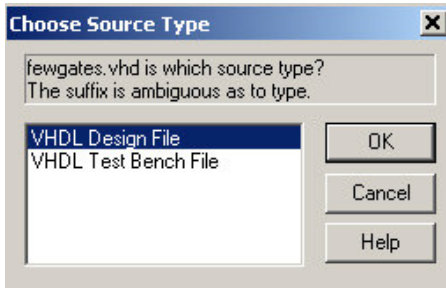 Choose Source Type
fewgates.vhd is which source type?
The suffix is ambiguous as to type.
VHDL Design File
VHDL Test Bench File
OK
Cancel
Help